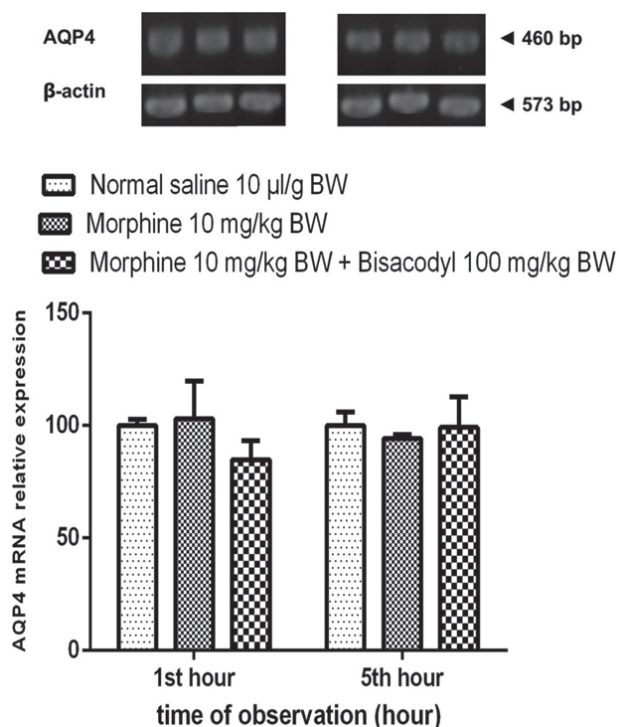 AQP4 ◄ 460 bp
β-actin ◄ 573 bp
Normal saline 10 µl/g BW
Morphine 10 mg/kg BW
Morphine 10 mg/kg BW + Bisacodyl 100 mg/kg BW
AQP4 mRNA relative expression
150
100
50
0
1st hour 5th hour
time of observation (hour)